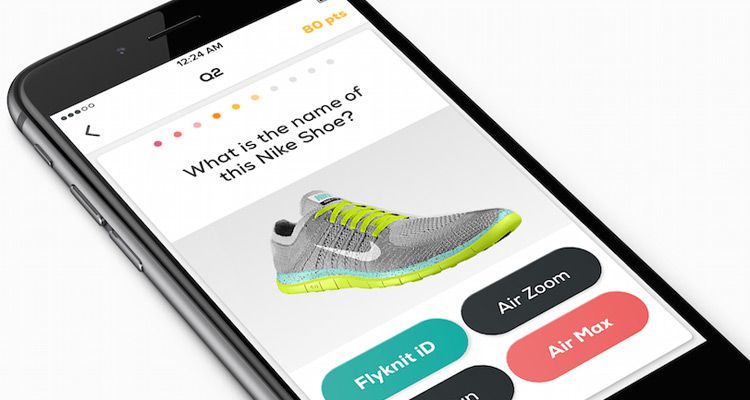 12:24 AM
Q2
80 pts
What is the name of
this Nike Shoe?
Air Zoom
Flyknit iD
Air Max